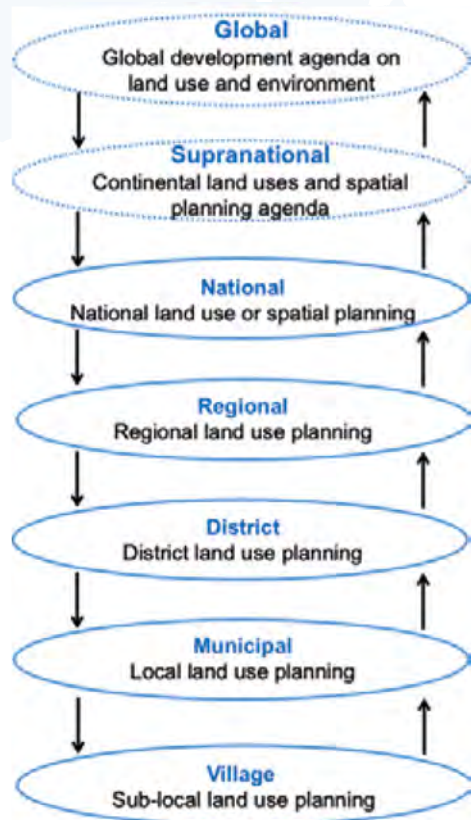 Global
Global development agenda on
land use and environment
Supranational
Continental land uses and spatial
planning agenda
National
National land use or spatial planning
Regional
Regional land use planning
District
District land use planning
Municipal
Local land use planning
Village
Sub-local land use planning